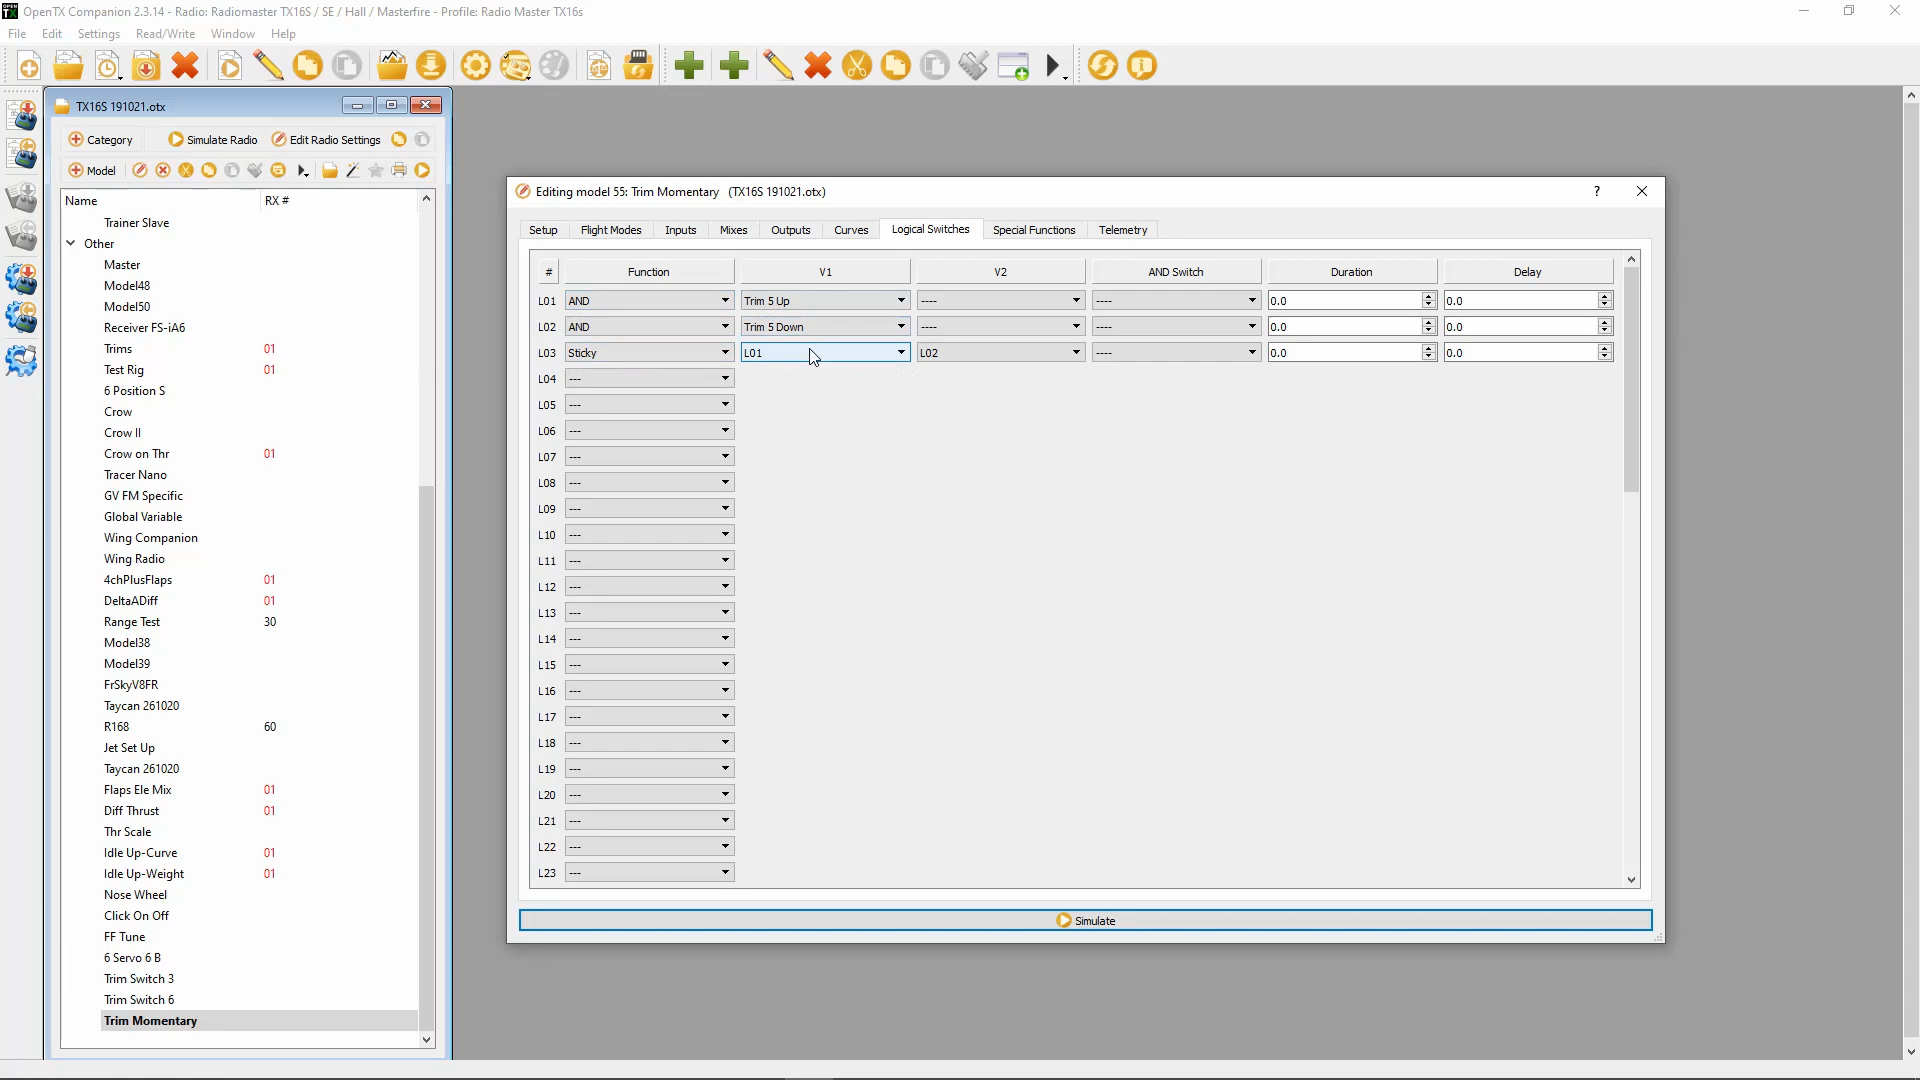 OpenTX Companion 2.3.14 - Radio: Radiomaster TX16S / SE / Hall / Masterfire - Profile: Radio Master TX16s
File Edit Settings Read/Write Window Help
TX16S 191021.otx
Category Simulate Radio Edit Radio Settings
Model
Name RX #
Trainer Slave
Other
Master
Model48
Model50
Receiver FS-iA6
Trims 01
Test Rig 01
6 Position S
Crow
Crow II
Crow on Thr 01
Tracer Nano
GV FM Specific
Global Variable
Wing Companion
Wing Radio
4chPlusFlaps 01
DeltaADiff 01
Range Test 30
Model38
Model39
FrSkyV8FR
Taycan 261020
R168 60
Jet Set Up
Taycan 261020
Flaps Ele Mix 01
Diff Thrust 01
Thr Scale
Idle Up-Curve 01
Idle Up-Weight 01
Nose Wheel
Click On Off
FF Tune
6 Servo 6 B
Trim Switch 3
Trim Switch 6
Trim Momentary
Editing model 55: Trim Momentary (TX16S 191021.otx) ?
Setup Flight Modes Inputs Mixes Outputs Curves Logical Switches Special Functions Telemetry
# Function V1 V2 AND Switch Duration Delay
L01 AND Trim 5 Up ---- ---- 0.0 0.0
L02 AND Trim 5 Down ---- ---- 0.0 0.0
L03 Sticky L01 L02 ---- 0.0 0.0
L04 ---
L05 ---
L06 ---
L07 ---
L08 ---
L09 ---
L10 ---
L11 ---
L12 ---
L13 ---
L14 ---
L15 ---
L16 ---
L17 ---
L18 ---
L19 ---
L20 ---
L21 ---
L22 ---
L23 ---
Simulate